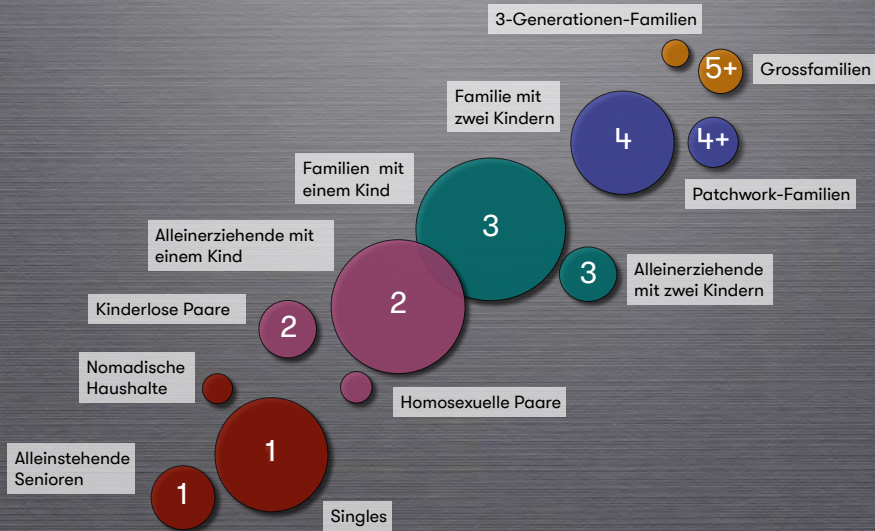 3-Generationen-Familien
5+
Grossfamilien
Familie mit
zwei Kindern
4
4+
Patchwork-Familien
Familien mit
einem Kind
3
Alleinerziehende mit
einem Kind
3
Alleinerziehende
mit zwei Kindern
2
Kinderlose Paare
2
Nomadische
Haushalte
Homosexuelle Paare
1
Alleinstehende
Senioren
1
Singles